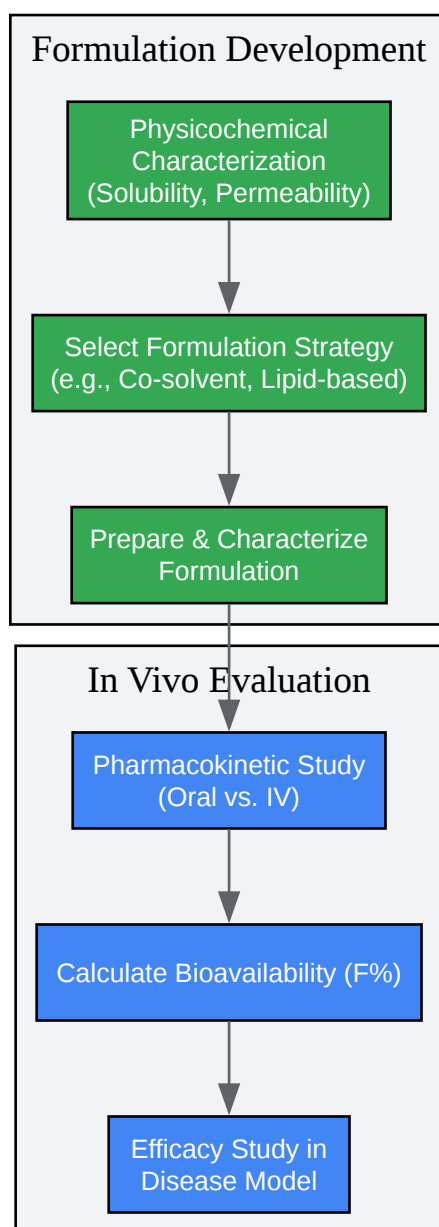 Formulation Development
Physicochemical
Characterization
(Solubility, Permeability)
Select Formulation Strategy
(e.g., Co-solvent, Lipid-based)
Prepare & Characterize
Formulation
In Vivo Evaluation
Pharmacokinetic Study
(Oral vs. IV)
Calculate Bioavailability (F%)
Efficacy Study in
Disease Model